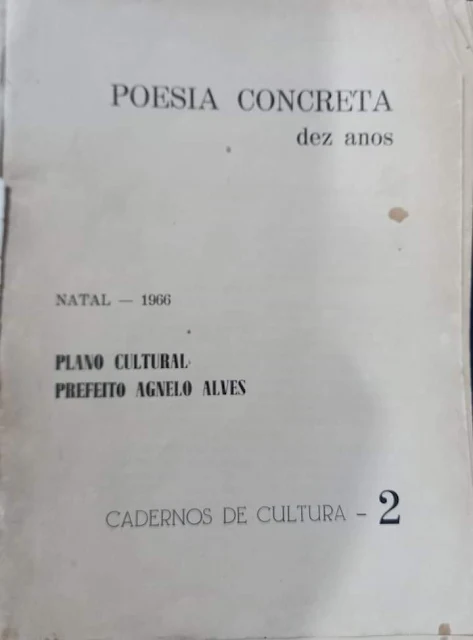 POESIA CONCRETA
dez anos
NATAL — 1966
PLANO CULTURAL
PREFEITO AGNELO ALVES
CADERNOS DE CULTURA - 2